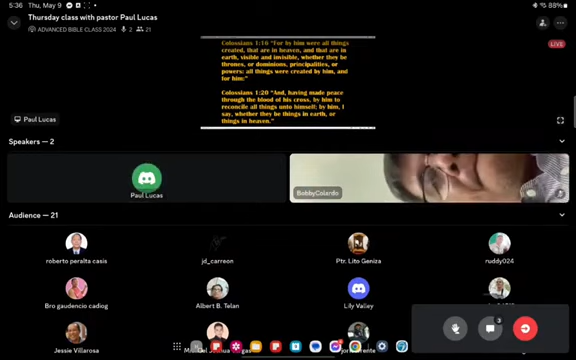 5:36 Thu, May 9
88%
Thursday class with pastor Paul Lucas
ADVANCED BIBLE CLASS 2024 2 21
LIVE
Colossians 1:16 "For by him were all things
created, that are in heaven, and that are in
earth, visible and invisible, whether they be
thrones, or dominions, principalities, or
powers: all things were created by him, and
for him:"
Colossians 1:20 "And, having made peace
through the blood of his cross, by him to
reconcile all things unto himself; by him, I
say, whether they be things in earth, or
things in heaven."
Paul Lucas
Speakers — 2
Paul Lucas
BobbyColardo
Audience — 21
roberto peralta casis
jd_carreon
Ptr. Lito Geniza
ruddy024
Bro gaudencio cadiog
Albert B. Telan
Lily Valley
3
Jessie Villarosa